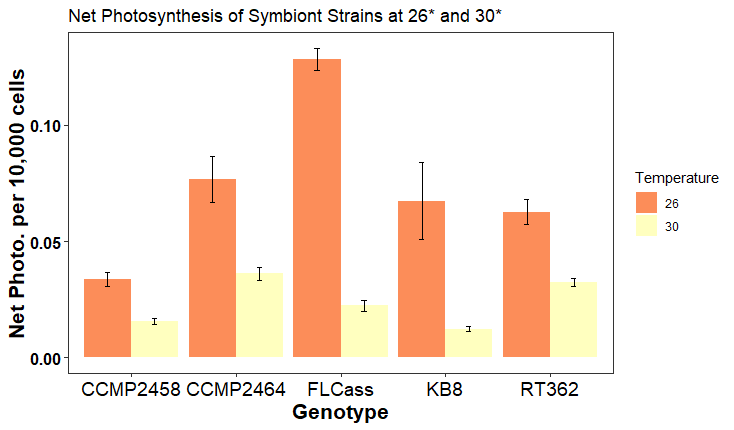 Net Photosynthesis of Symbiont Strains at 26* and 30*
Net Photo. per 10,000 cells
0.10
0.05
0.00
CCMP2458 CCMP2464 FLCass KB8 RT362
Genotype
Temperature
26
30